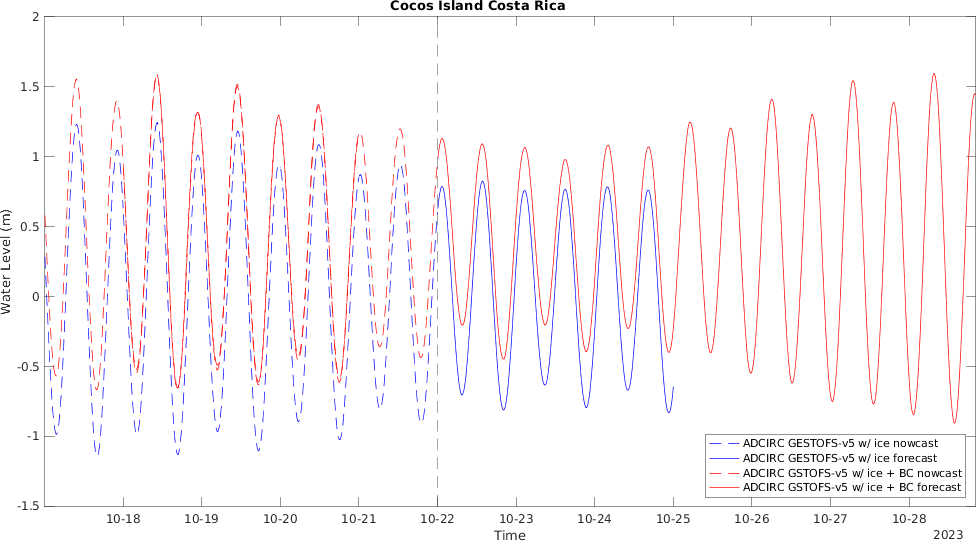 Cocos Island Costa Rica
2
1.5
1
0.5
0
-0.5
-1
-1.5
Water Level (m)
ADCIRC GESTOFS-v5 w/ ice nowcast
ADCIRC GESTOFS-v5 w/ ice forecast
ADCIRC GSTOFS-v5 w/ ice + BC nowcast
ADCIRC GSTOFS-v5 w/ ice + BC forecast
10-18 10-19 10-20 10-21 10-22 10-23 10-24 10-25 10-26 10-27 10-28
Time
2023